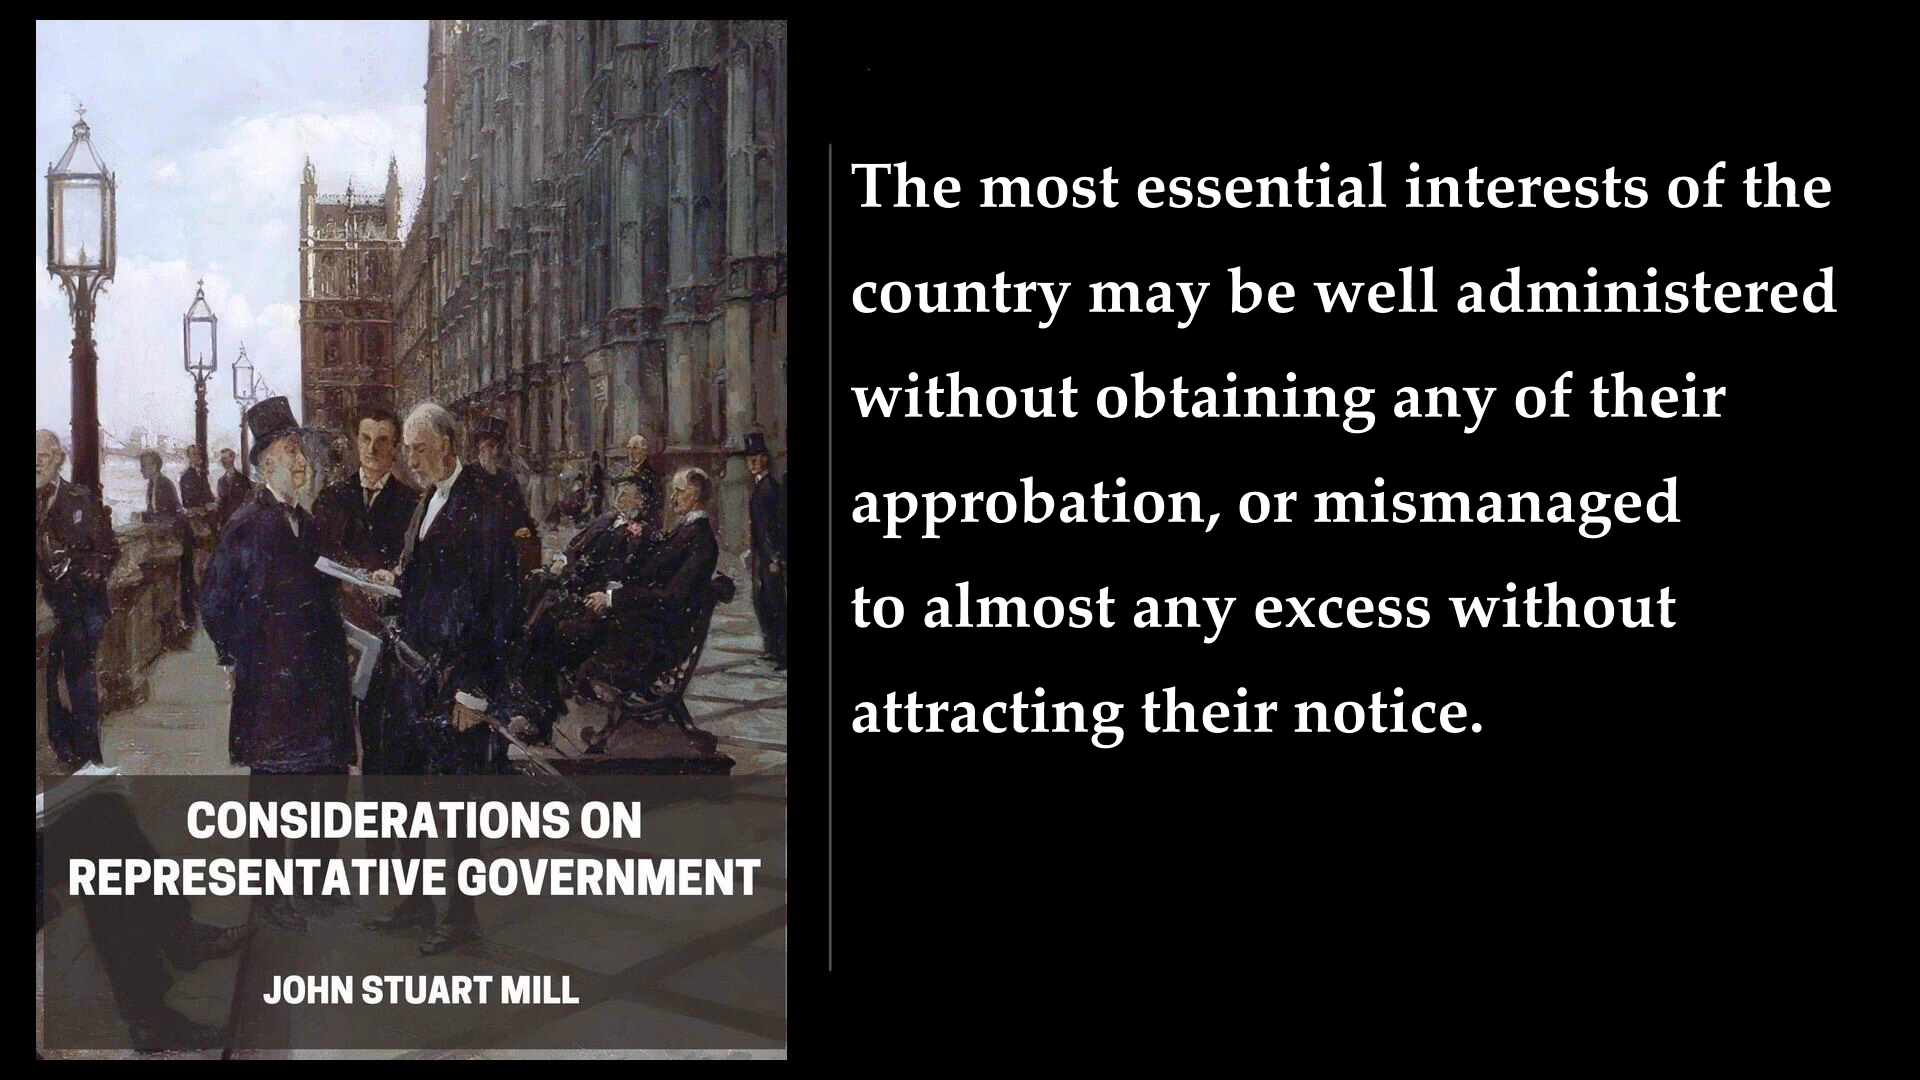 CONSIDERATIONS ON
REPRESENTATIVE GOVERNMENT
JOHN STUART MILL
The most essential interests of the
country may be well administered
without obtaining any of their
approbation, or mismanaged
to almost any excess without
attracting their notice.